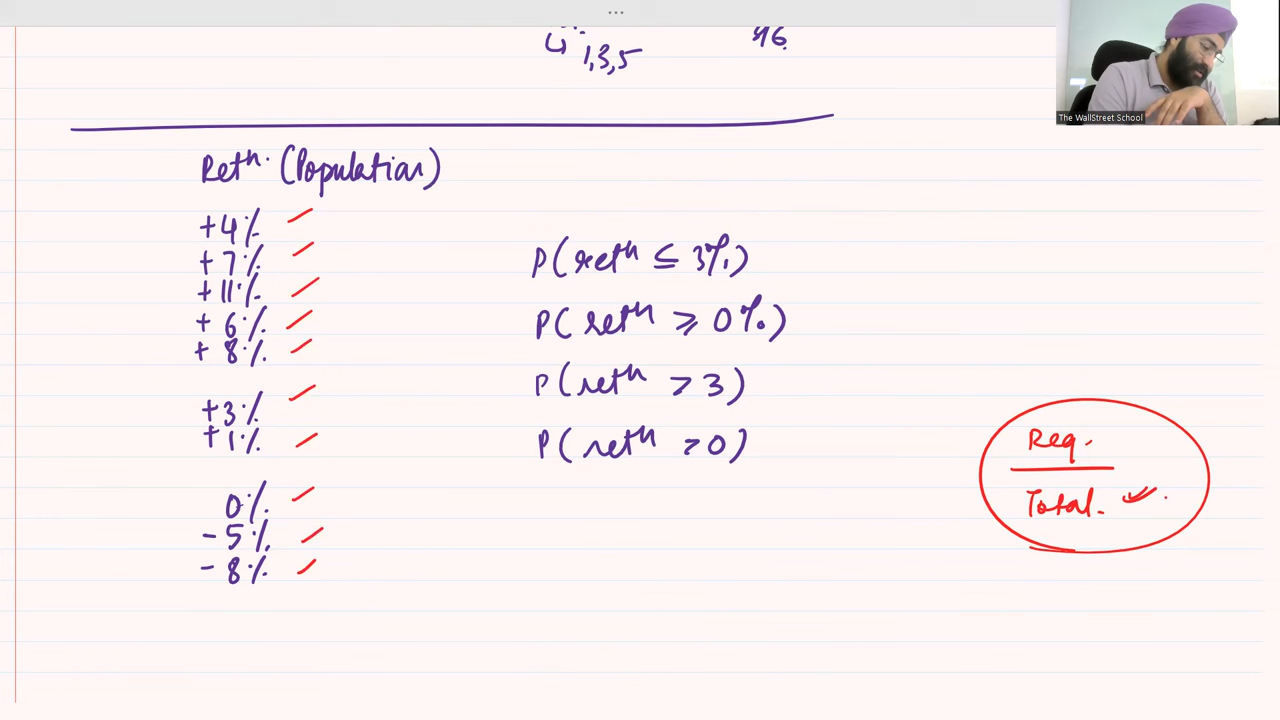 ↳ 1,3,5
The WallStreet School
Retn. (Population)
+4%
+7%
+11%
+6%
+8%
+3%
+1%
0%
-5%
-8%
P(retn ≤ 3%)
P(retn ≥ 0%)
P(retn > 3)
P(retn > 0)
Req.
Total.